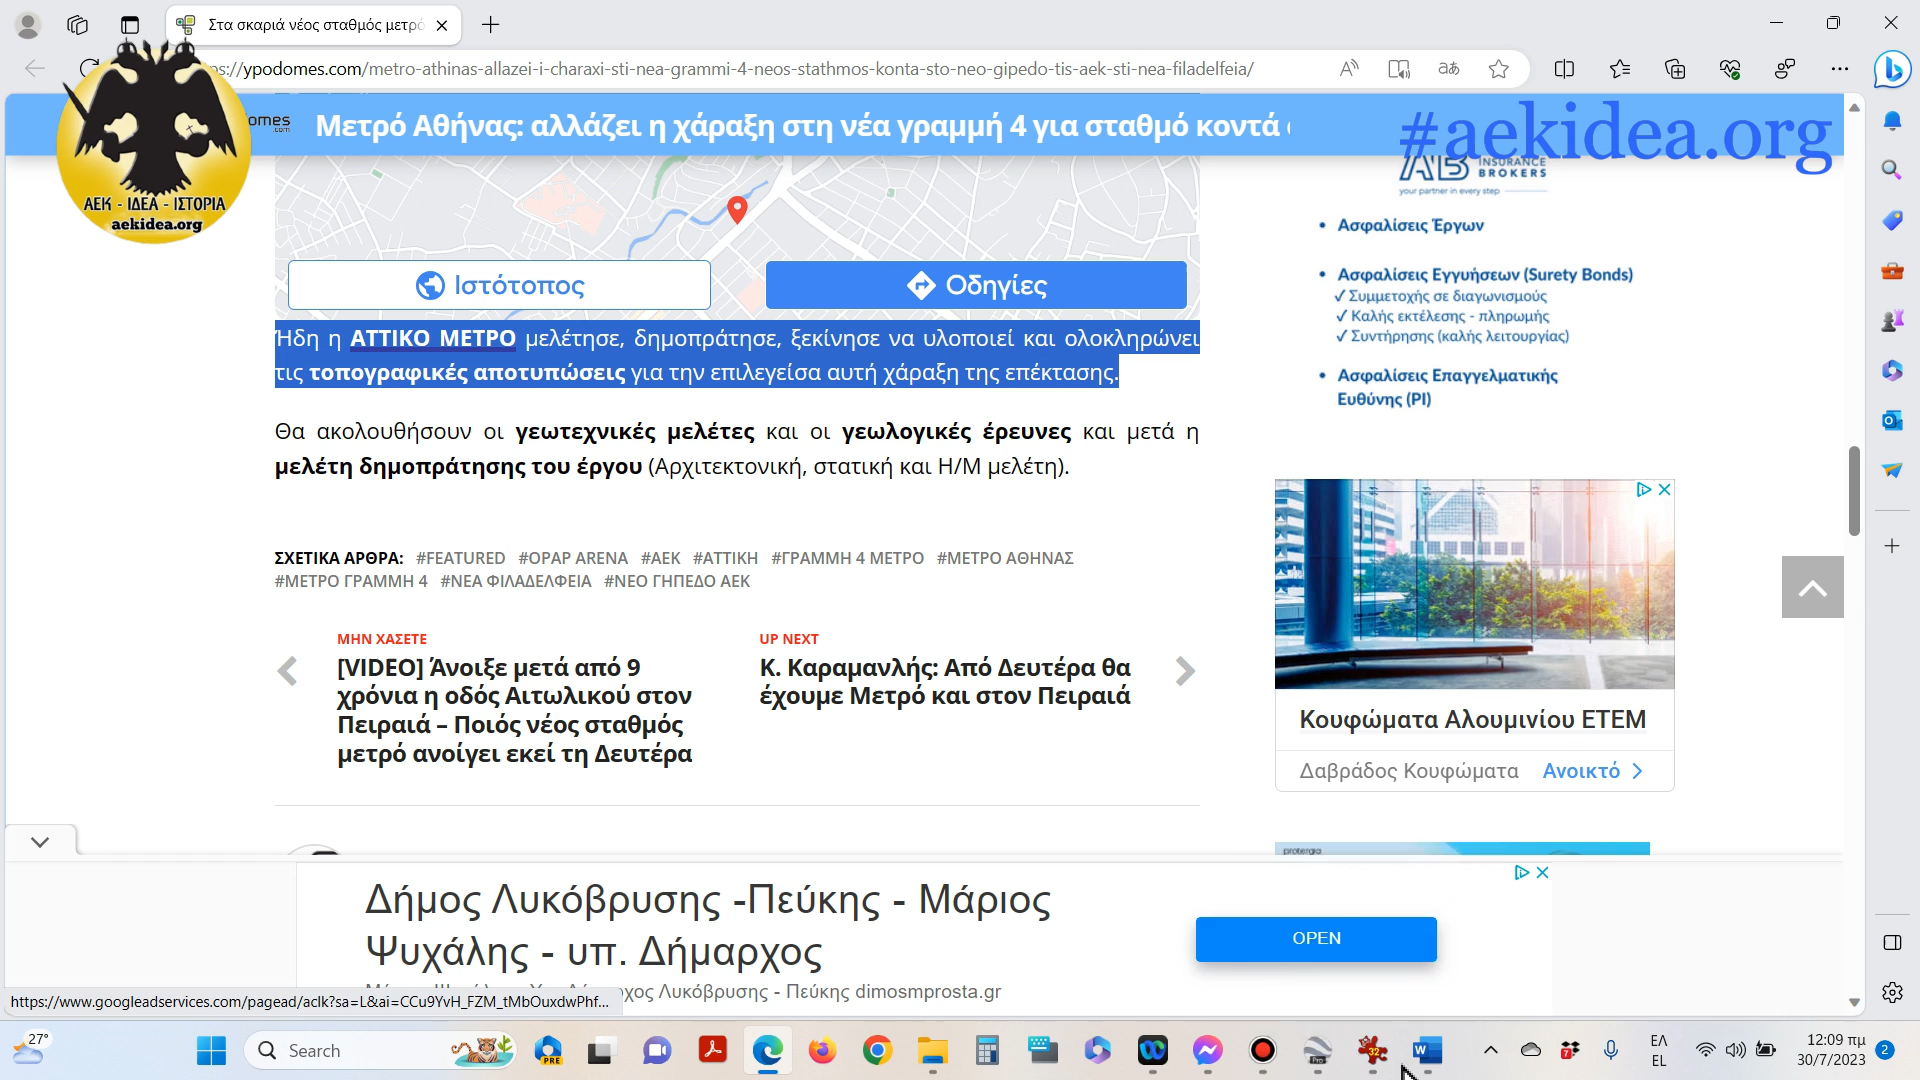 Στα σκαριά νέος σταθμός μετρό
ypodomes.com/metro-athinas-allazei-i-charaxi-sti-nea-grammi-4-neos-stathmos-konta-sto-neo-gipedo-tis-aek-sti-nea-filadelfeia/
Μετρό Αθήνας: αλλάζει η χάραξη στη νέα γραμμή 4 για σταθμό κοντά
#aekidea.org
ΑΕΚ - ΙΔΕΑ - ΙΣΤΟΡΙΑ
aekidea.org
INSURANCE
BROKERS
your partner in every step
Ιστότοπος
Οδηγίες
Ήδη η ΑΤΤΙΚΟ ΜΕΤΡΟ μελέτησε, δημοπράτησε, ξεκίνησε να υλοποιεί και ολοκληρώνει
τις τοπογραφικές αποτυπώσεις για την επιλεγείσα αυτή χάραξη της επέκτασης.
Θα ακολουθήσουν οι γεωτεχνικές μελέτες και οι γεωλογικές έρευνες και μετά η
μελέτη δημοπράτησης του έργου (Αρχιτεκτονική, στατική και Η/Μ μελέτη).
ΣΧΕΤΙΚΑ ΑΡΘΡΑ: #FEATURED #OPAP ARENA #ΑΕΚ #ΑΤΤΙΚΗ #ΓΡΑΜΜΗ 4 ΜΕΤΡΟ #ΜΕΤΡΟ ΑΘΗΝΑΣ
#ΜΕΤΡΟ ΓΡΑΜΜΗ 4 #ΝΕΑ ΦΙΛΑΔΕΛΦΕΙΑ #ΝΕΟ ΓΗΠΕΔΟ ΑΕΚ
ΜΗΝ ΧΑΣΕΤΕ
[VIDEO] Άνοιξε μετά από 9
χρόνια η οδός Αιτωλικού στον
Πειραιά – Ποιός νέος σταθμός
μετρό ανοίγει εκεί τη Δευτέρα
UP NEXT
Κ. Καραμανλής: Από Δευτέρα θα
έχουμε Μετρό και στον Πειραιά
• Ασφαλίσεις Έργων
• Ασφαλίσεις Εγγυήσεων (Surety Bonds)
✓ Συμμετοχής σε διαγωνισμούς
✓ Καλής εκτέλεσης - πληρωμής
✓ Συντήρησης (καλής λειτουργίας)
• Ασφαλίσεις Επαγγελματικής
Ευθύνης (PI)
Κουφώματα Αλουμινίου ETEM
Δαβράδος Κουφώματα Ανοικτό
protergia
Δήμος Λυκόβρυσης -Πεύκης - Μάριος
Ψυχάλης - υπ. Δήμαρχος
Λυκόβρυσης - Πεύκης dimosmprosta.gr
OPEN
https://www.googleadservices.com/pagead/aclk?sa=L&ai=CCu9YvH_FZM_tMbOuxdwPhf...
27°
Search
PRE
Pro
32
7
ΕΛ
EL
12:09 πμ
30/7/2023
2